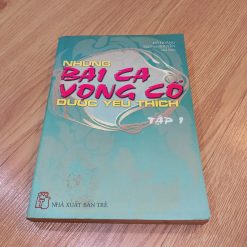 NHỮNG
BÀI CA
VỌNG CỔ
ĐƯỢC YÊU THÍCH
TẬP 1
NHÀ XUẤT BẢN TRẺ